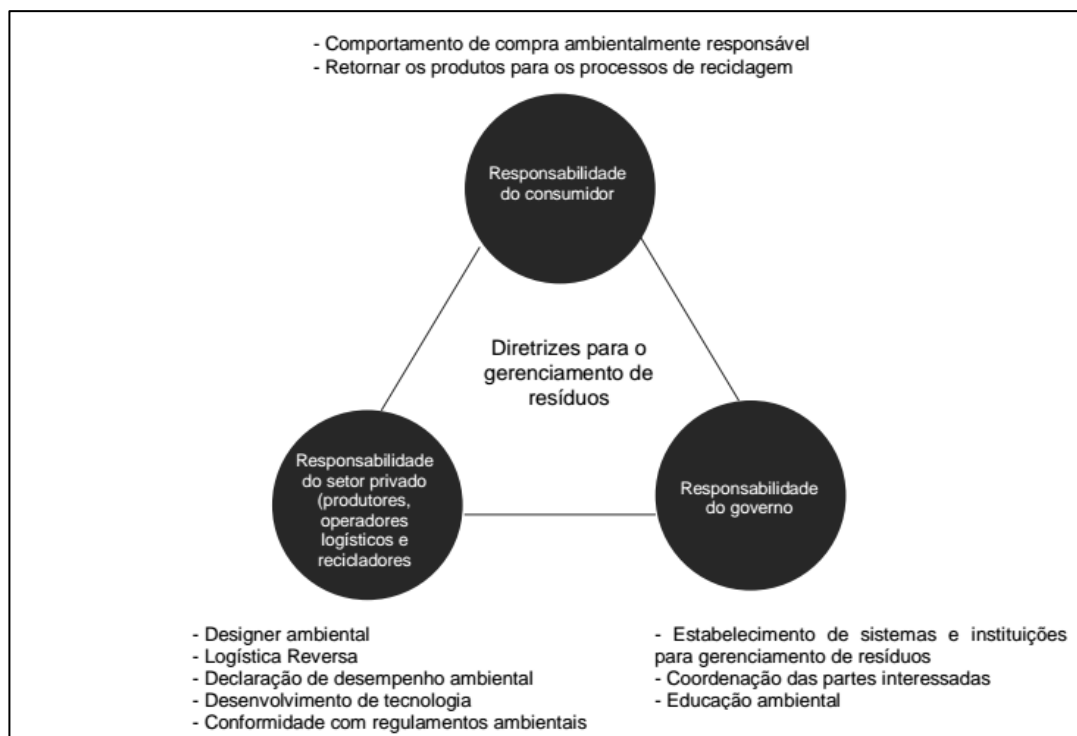 - Comportamento de compra ambientalmente responsável
- Retornar os produtos para os processos de reciclagem
Responsabilidade
do consumidor
Diretrizes para o
gerenciamento de
resíduos
Responsabilidade
do setor privado
(produtores,
operadores
logísticos e
recicladores
Responsabilidade
do governo
- Designer ambiental
- Logística Reversa
- Declaração de desempenho ambiental
- Desenvolvimento de tecnologia
- Conformidade com regulamentos ambientais
- Estabelecimento de sistemas e instituições
para gerenciamento de resíduos
- Coordenação das partes interessadas
- Educação ambiental